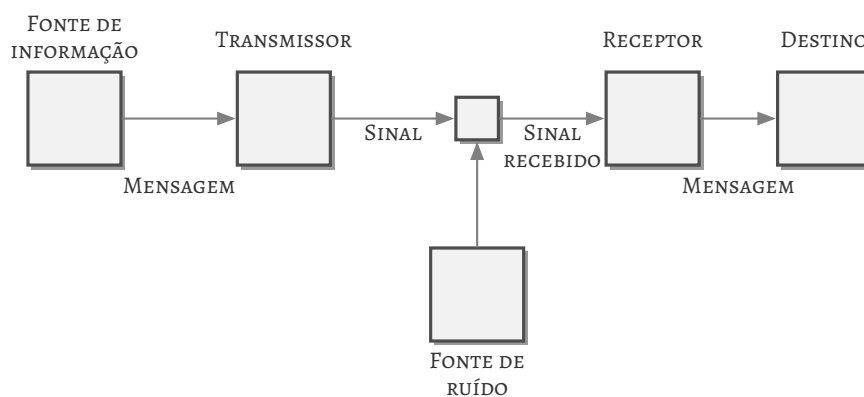 Fonte de
informação
Transmissor
Receptor
Destino
Sinal
Sinal
recebido
Mensagem
Mensagem
Fonte de
ruído